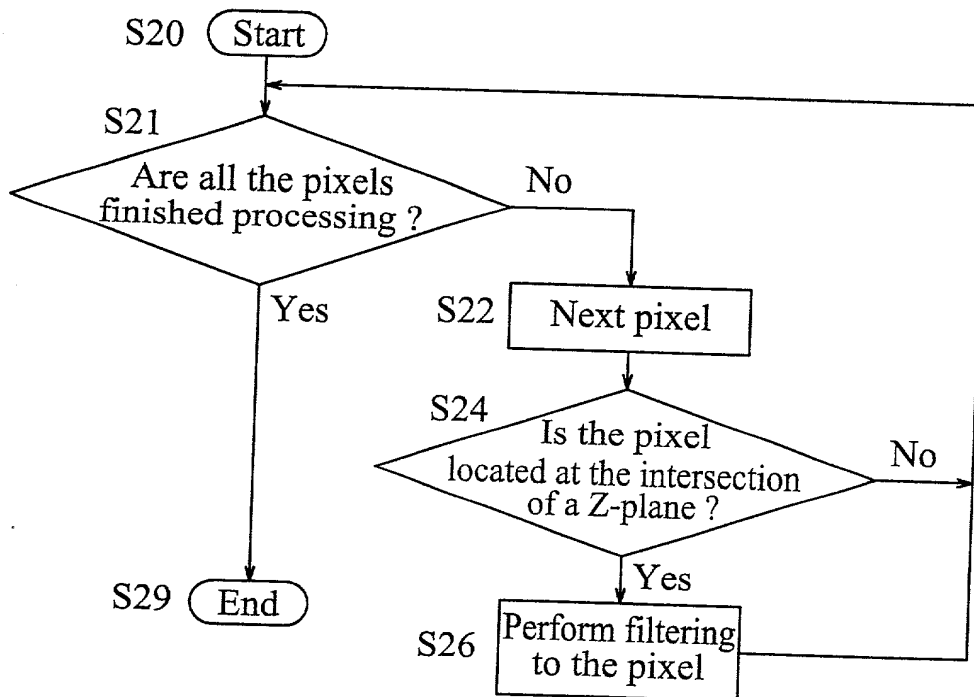 S20 Start
S21
Are all the pixels
finished processing ?
No
Yes
S22 Next pixel
S24
Is the pixel
located at the intersection
of a Z-plane ?
No
Yes
S29 End
S26
Perform filtering
to the pixel